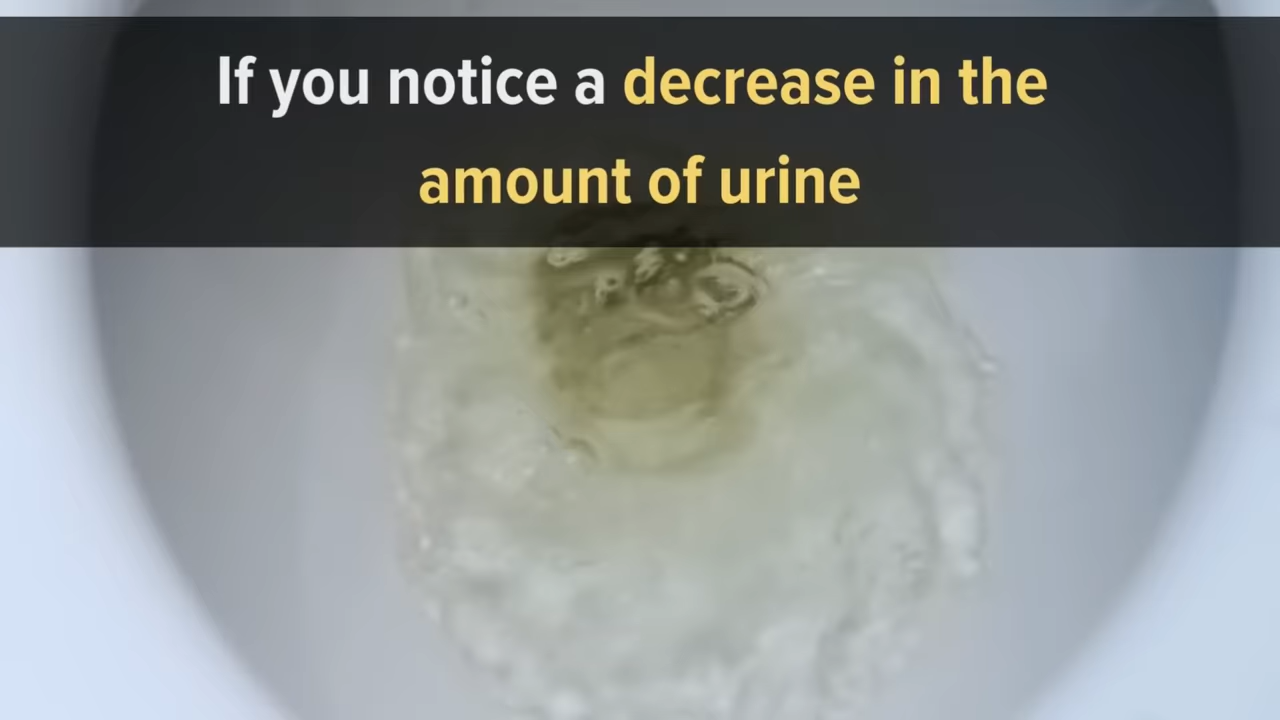 If you notice a decrease in the
amount of urine